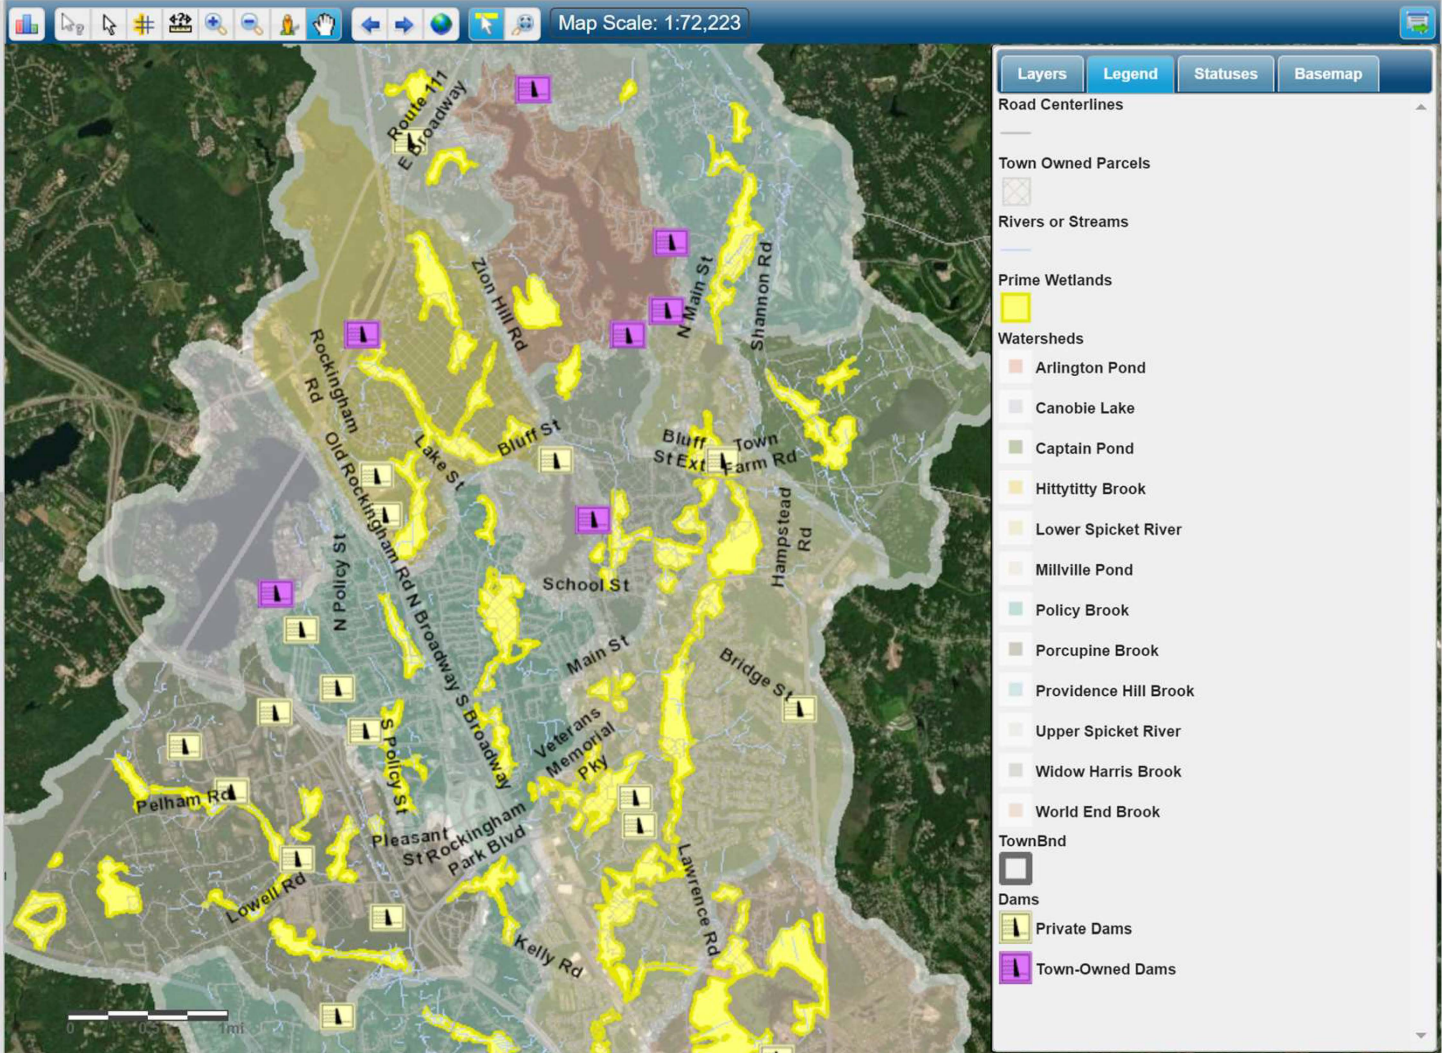 Map Scale: 1:72,223
Layers
Legend
Statuses
Basemap
Road Centerlines
Town Owned Parcels
Rivers or Streams
Prime Wetlands
Watersheds
Arlington Pond
Canobie Lake
Captain Pond
Hittytitty Brook
Lower Spicket River
Millville Pond
Policy Brook
Porcupine Brook
Providence Hill Brook
Upper Spicket River
Widow Harris Brook
World End Brook
TownBnd
Dams
Private Dams
Town-Owned Dams
Route 111
E Broadway
Zion Hill Rd
N Main St
Shannon Rd
Rockingham
Rd
Old Rockingham Rd
Lake St
Bluff St
Bluff
St Ext
Town
Farm Rd
Hampstead
Rd
N Policy St
School St
N Broadway
S Broadway
Main St
Bridge St
Veterans
Memorial
Pky
S Policy St
Pelham Rd
Pleasant
St
Rockingham
Park Blvd
Lowell Rd
Lawrence Rd
Kelly Rd
0
0.5
1mi